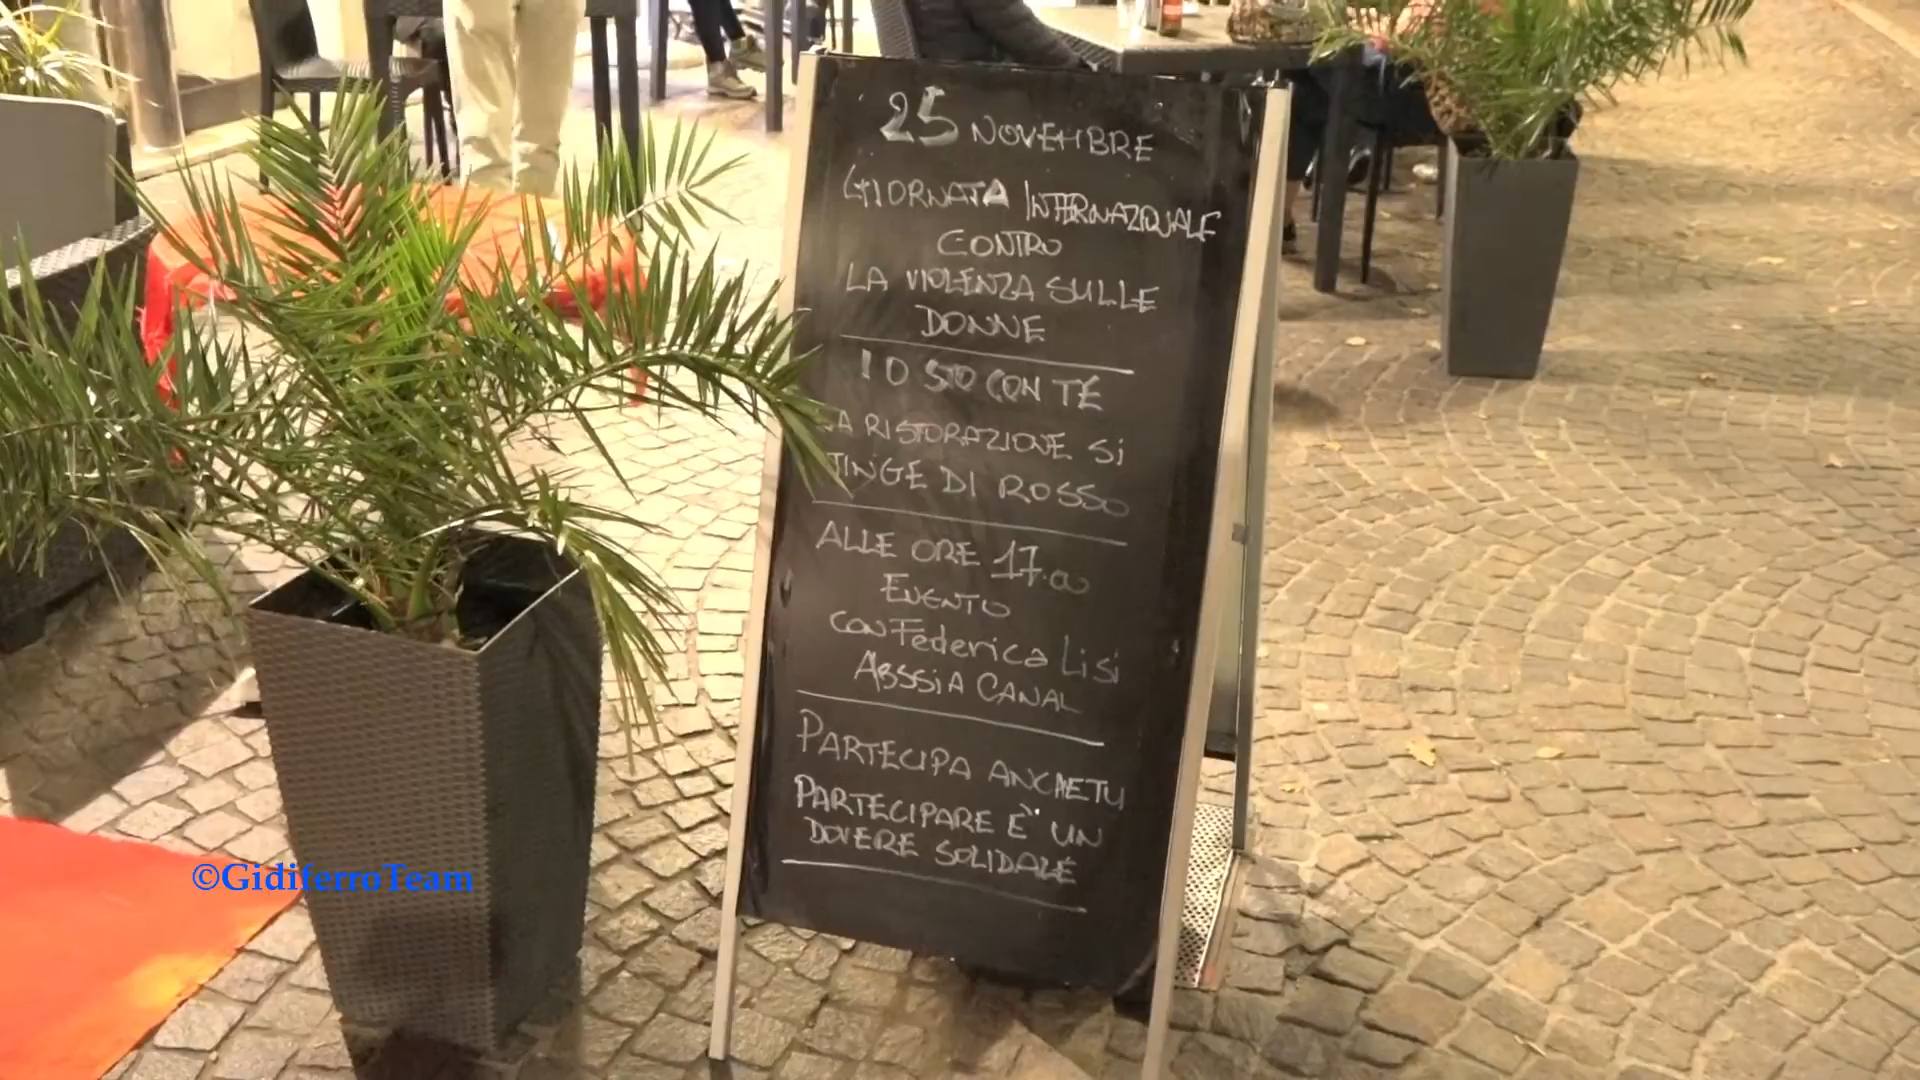 25 NOVEMBRE
GIORNATA INTERNAZIONALE
CONTRO
LA VIOLENZA SULLE
DONNE
IO STO CON TE
LA RISTORAZIONE SI
TINGE DI ROSSO
ALLE ORE 17.00
EVENTO
CON Federica Lisi
ABSSIA CANAL
PARTECIPA ANCHE TU
PARTECIPARE È UN
DOVERE SOLIDALE
©GidiferroTeam